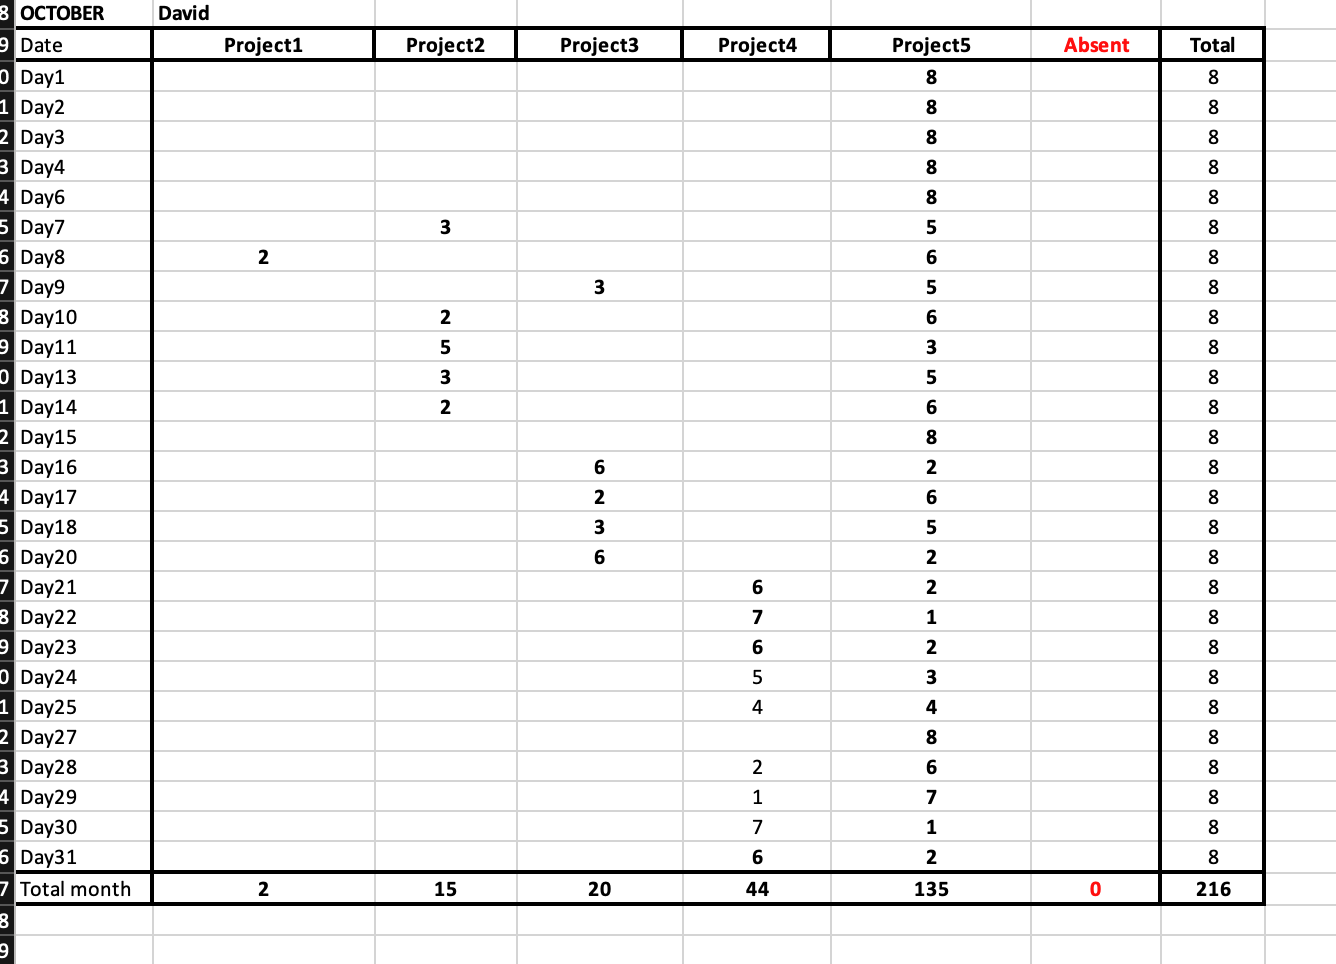 8 OCTOBER David
9 Date Project1 Project2 Project3 Project4 Project5 Absent Total
0 Day1 8 8
1 Day2 8 8
2 Day3 8 8
3 Day4 8 8
4 Day6 8 8
5 Day7 3 5 8
6 Day8 2 6 8
7 Day9 3 5 8
8 Day10 2 6 8
9 Day11 5 3 8
0 Day13 3 5 8
1 Day14 2 6 8
2 Day15 8 8
3 Day16 6 2 8
4 Day17 2 6 8
5 Day18 3 5 8
6 Day20 6 2 8
7 Day21 6 2 8
8 Day22 7 1 8
9 Day23 6 2 8
0 Day24 5 3 8
1 Day25 4 4 8
2 Day27 8 8
3 Day28 2 6 8
4 Day29 1 7 8
5 Day30 7 1 8
6 Day31 6 2 8
7 Total month 2 15 20 44 135 0 216
8
9